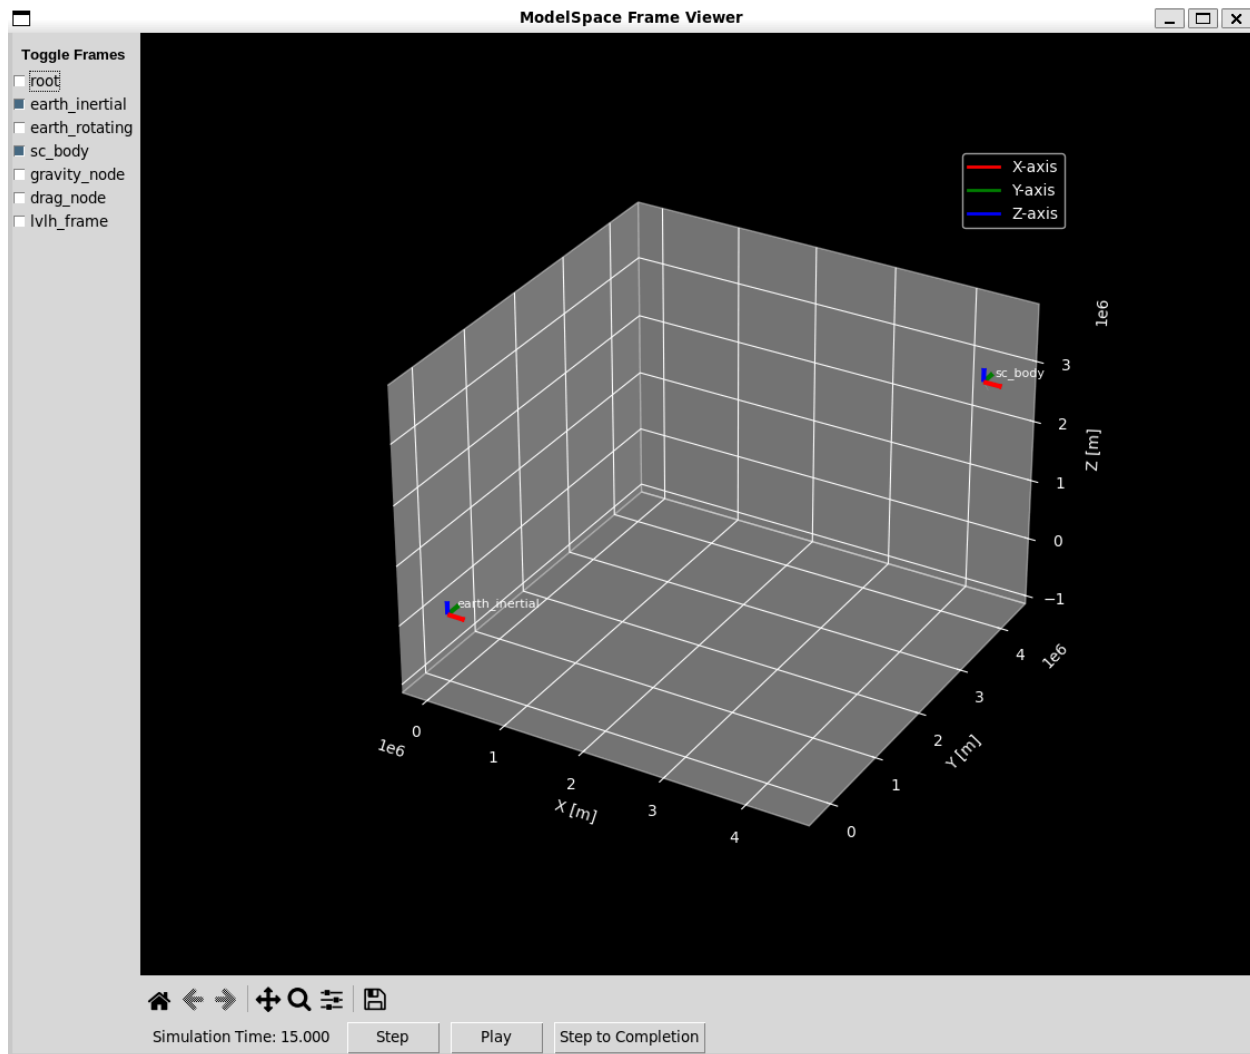 ModelSpace Frame Viewer
Toggle Frames
root
earth_inertial
earth_rotating
sc_body
gravity_node
drag_node
lvlh_frame
X-axis
Y-axis
Z-axis
1e6
3
sc_body
2
Z [m]
1
0
−1
earth_inertial
4
1e6
3
2
Y [m]
1
0
0
1e6
1
2
X [m]
3
4
Simulation Time: 15.000
Step
Play
Step to Completion